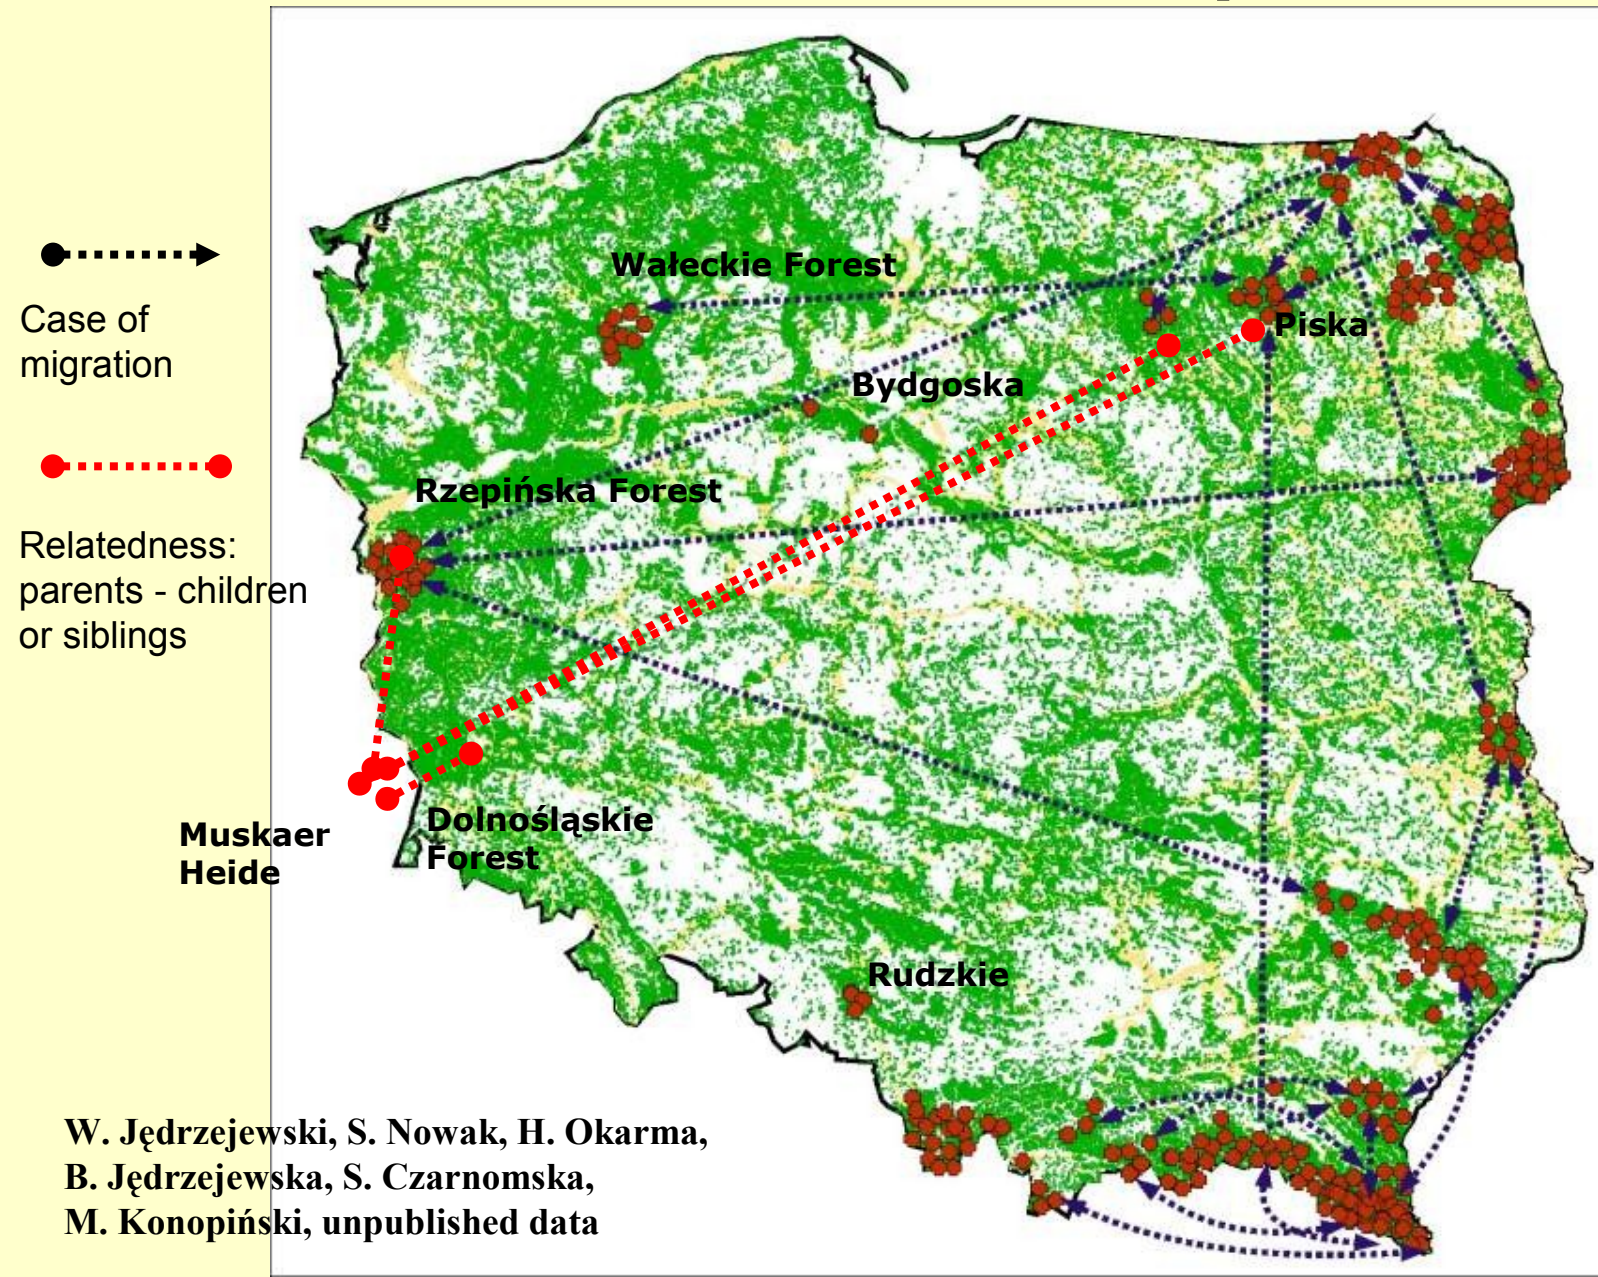 Wałeckie Forest
Case of
migration
Piska
Bydgoska
Rzepińska Forest
Relatedness:
parents - children
or siblings
Muskaer
Heide
Dolnośląskie
Forest
Rudzkie
W. Jędrzejewski, S. Nowak, H. Okarma,
B. Jędrzejewska, S. Czarnomska,
M. Konopiński, unpublished data